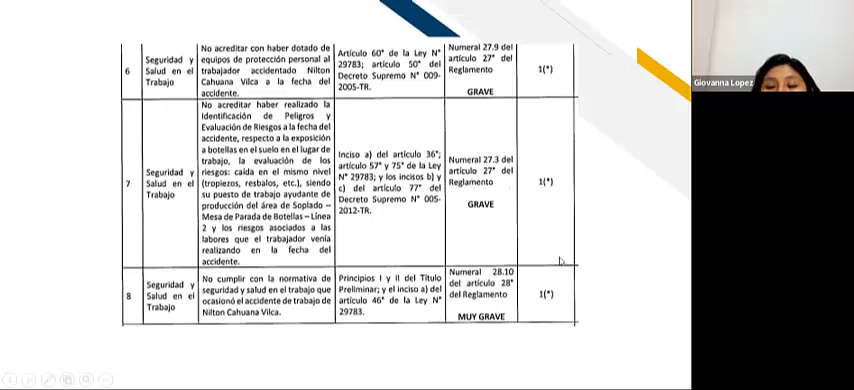 6
Seguridad y
Salud en el
Trabajo
No acreditar con haber dotado de
equipos de protección personal al
trabajador accidentado Nilton
Cahuana Vilca a la fecha del
accidente.
Artículo 60° de la Ley N°
29783; artículo 50° del
Decreto Supremo N° 009-
2005-TR.
Numeral 27.9 del
artículo 27° del
Reglamento
GRAVE
1(*)
7
Seguridad y
Salud en el
Trabajo
No acreditar haber realizado la
Identificación de Peligros y
Evaluación de Riesgos a la fecha del
accidente, respecto a la exposición
a botellas en el suelo en el lugar de
trabajo, la evaluación de los
riesgos: caída en el mismo nivel
(tropiezos, resbalos, etc.), siendo
su puesto de trabajo ayudante de
producción del área de Soplado –
Mesa de Parada de Botellas – Línea
2 y los riesgos asociados a las
labores que el trabajador venía
realizando en la fecha del
accidente.
Inciso a) del artículo 36°;
artículo 57° y 75° de la Ley
N° 29783; y los incisos b) y
c) del artículo 77° del
Decreto Supremo N° 005-
2012-TR.
Numeral 27.3 del
artículo 27° del
Reglamento
GRAVE
1(*)
8
Seguridad y
Salud en el
Trabajo
No cumplir con la normativa de
seguridad y salud en el trabajo que
ocasionó el accidente de trabajo de
Nilton Cahuana Vilca.
Principios I y II del Título
Preliminar; y el inciso a) del
artículo 46° de la Ley N°
29783.
Numeral 28.10
del artículo 28°
del Reglamento
MUY GRAVE
1(*)
Giovanna Lopez